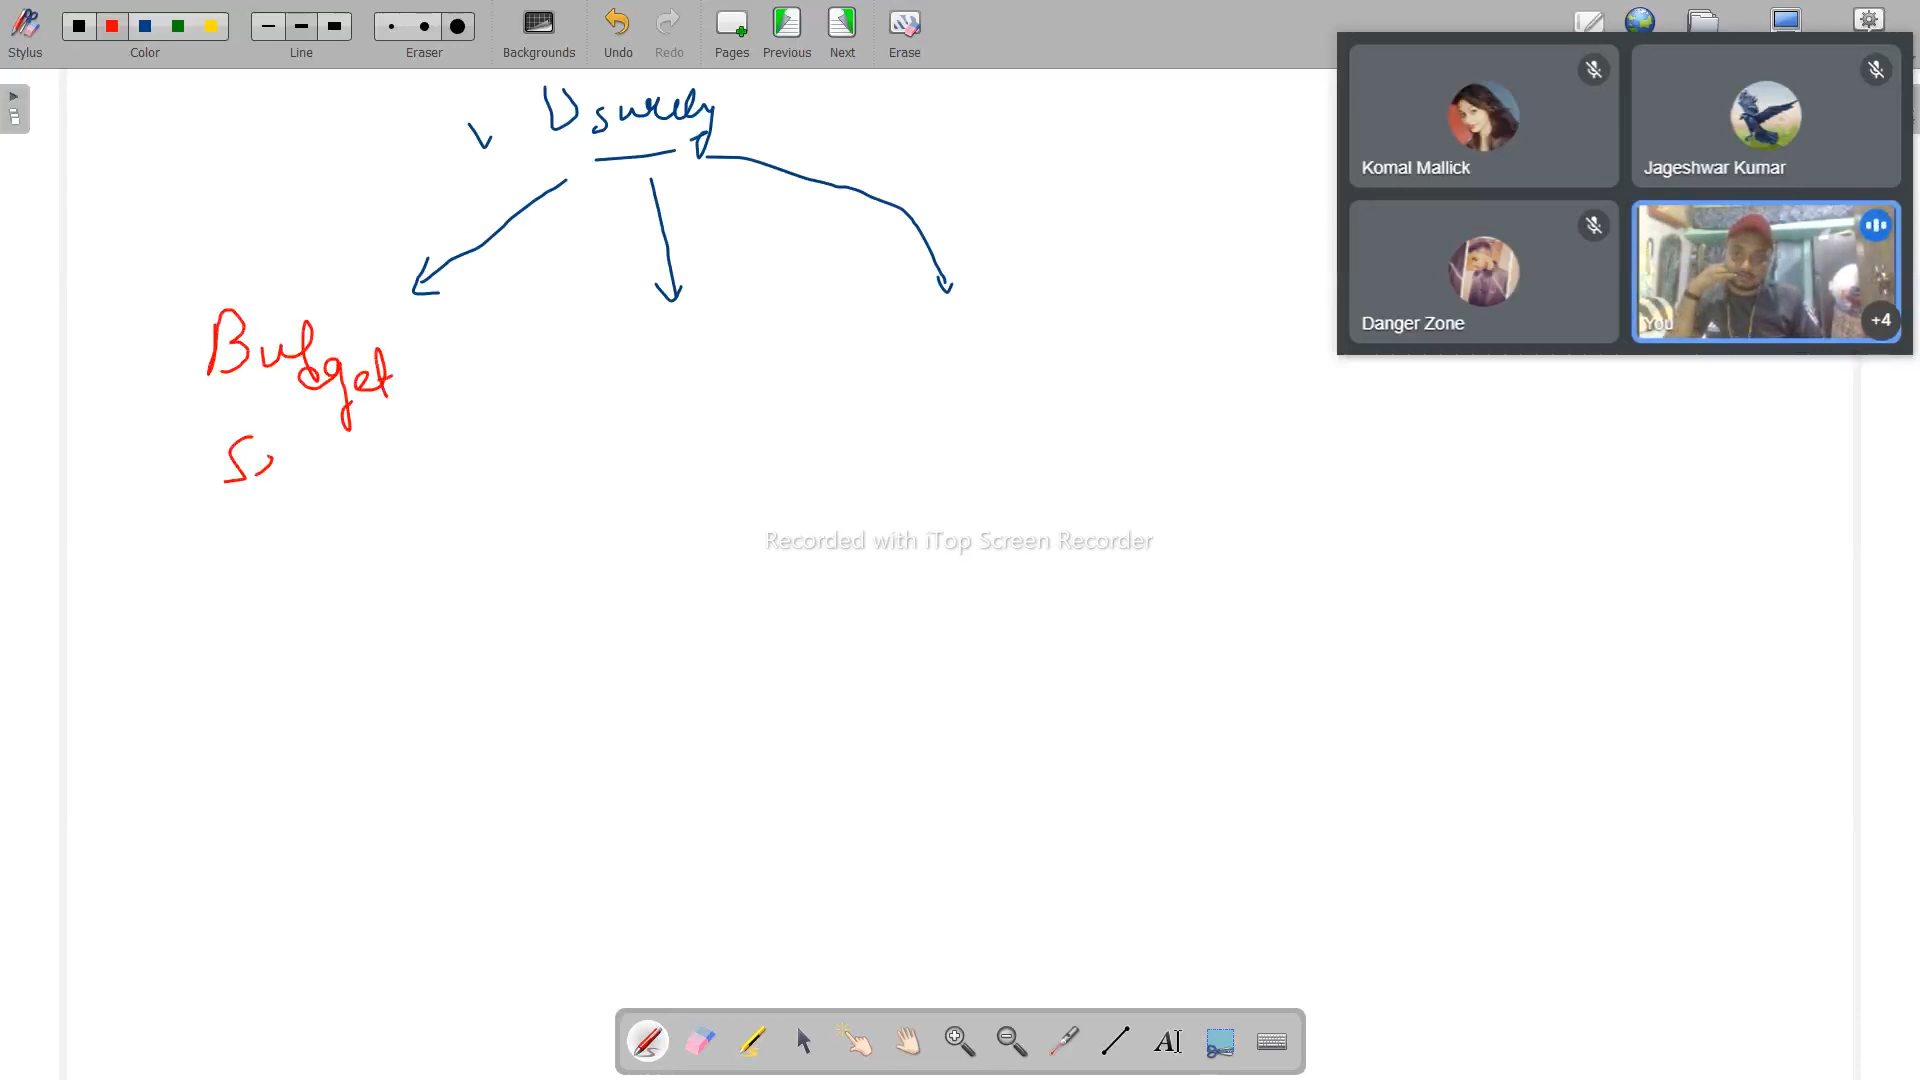 Stylus Color Line Eraser Backgrounds Undo Redo Pages Previous Next Erase
Komal Mallick
Jageshwar Kumar
Danger Zone
You
+4
Budget
S
Recorded with iTop Screen Recorder
AI